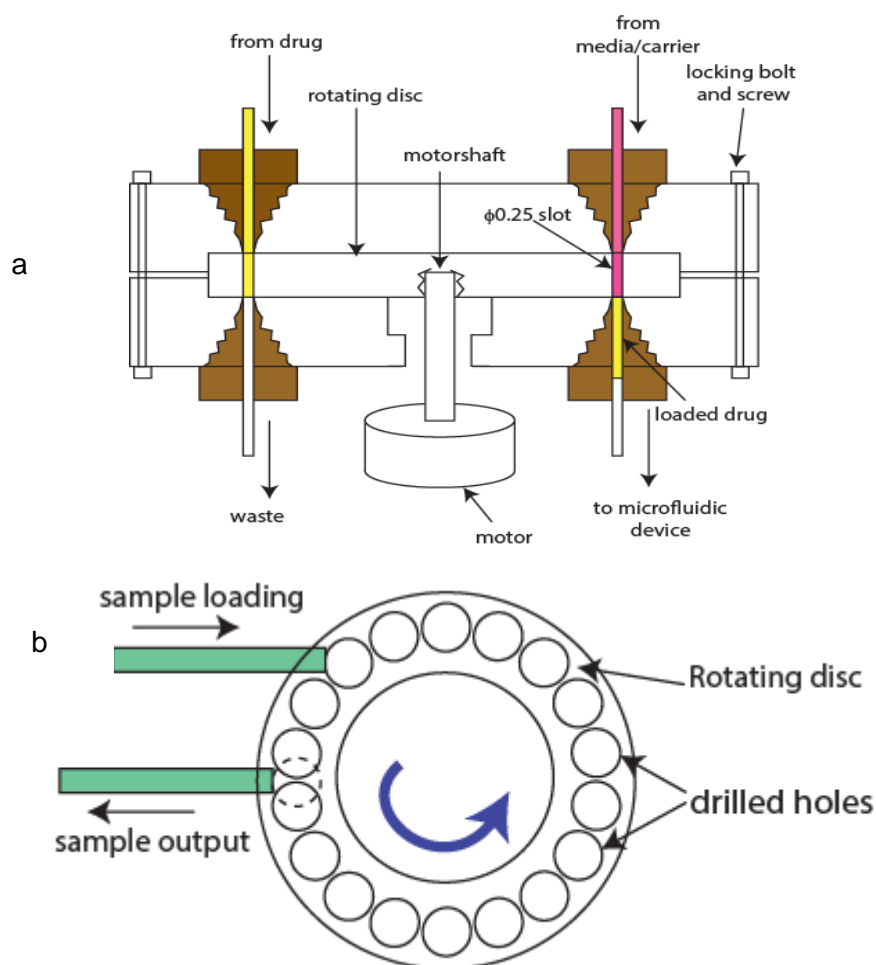 a
from drug
from
media/carrier
locking bolt
and screw
rotating disc
motorshaft
ϕ0.25 slot
loaded drug
waste
motor
to microfluidic
device
b
sample loading
Rotating disc
drilled holes
sample output